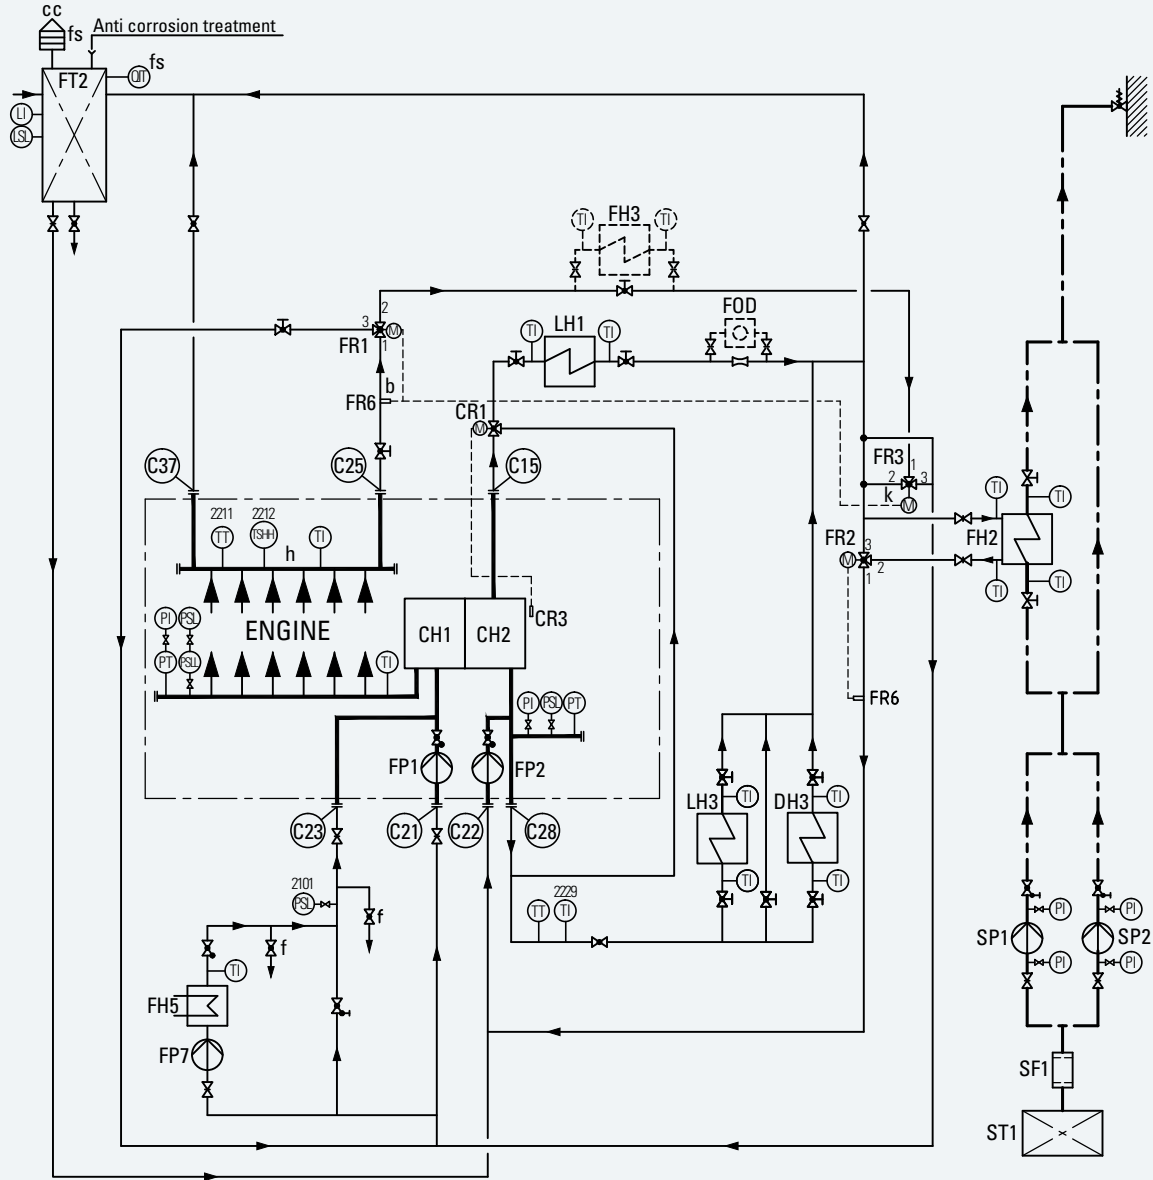 cc
fs
Anti corrosion treatment
FT2
QIT
fs
LI
LSL
TI
FH3
TI
2
3
M
FR1
1
TI
LH1
TI
FOD
b
FR6
CR1
M
FR3
1
2
3
k
M
C37
C25
C15
2211
TT
2212
TSHH
TI
h
TI
TI
FH2
FR2
M
3
2
1
TI
TI
PI
PSL
ENGINE
CH1
CH2
CR3
PT
PSLL
TI
PI
PSL
PT
FR6
FP1
FP2
LH3
TI
DH3
TI
C23
C21
C22
C28
TI
TI
2101
PSL
f
f
TI
TT
2229
TI
PI
PI
SP1
SP2
PI
PI
FH5
FP7
SF1
ST1